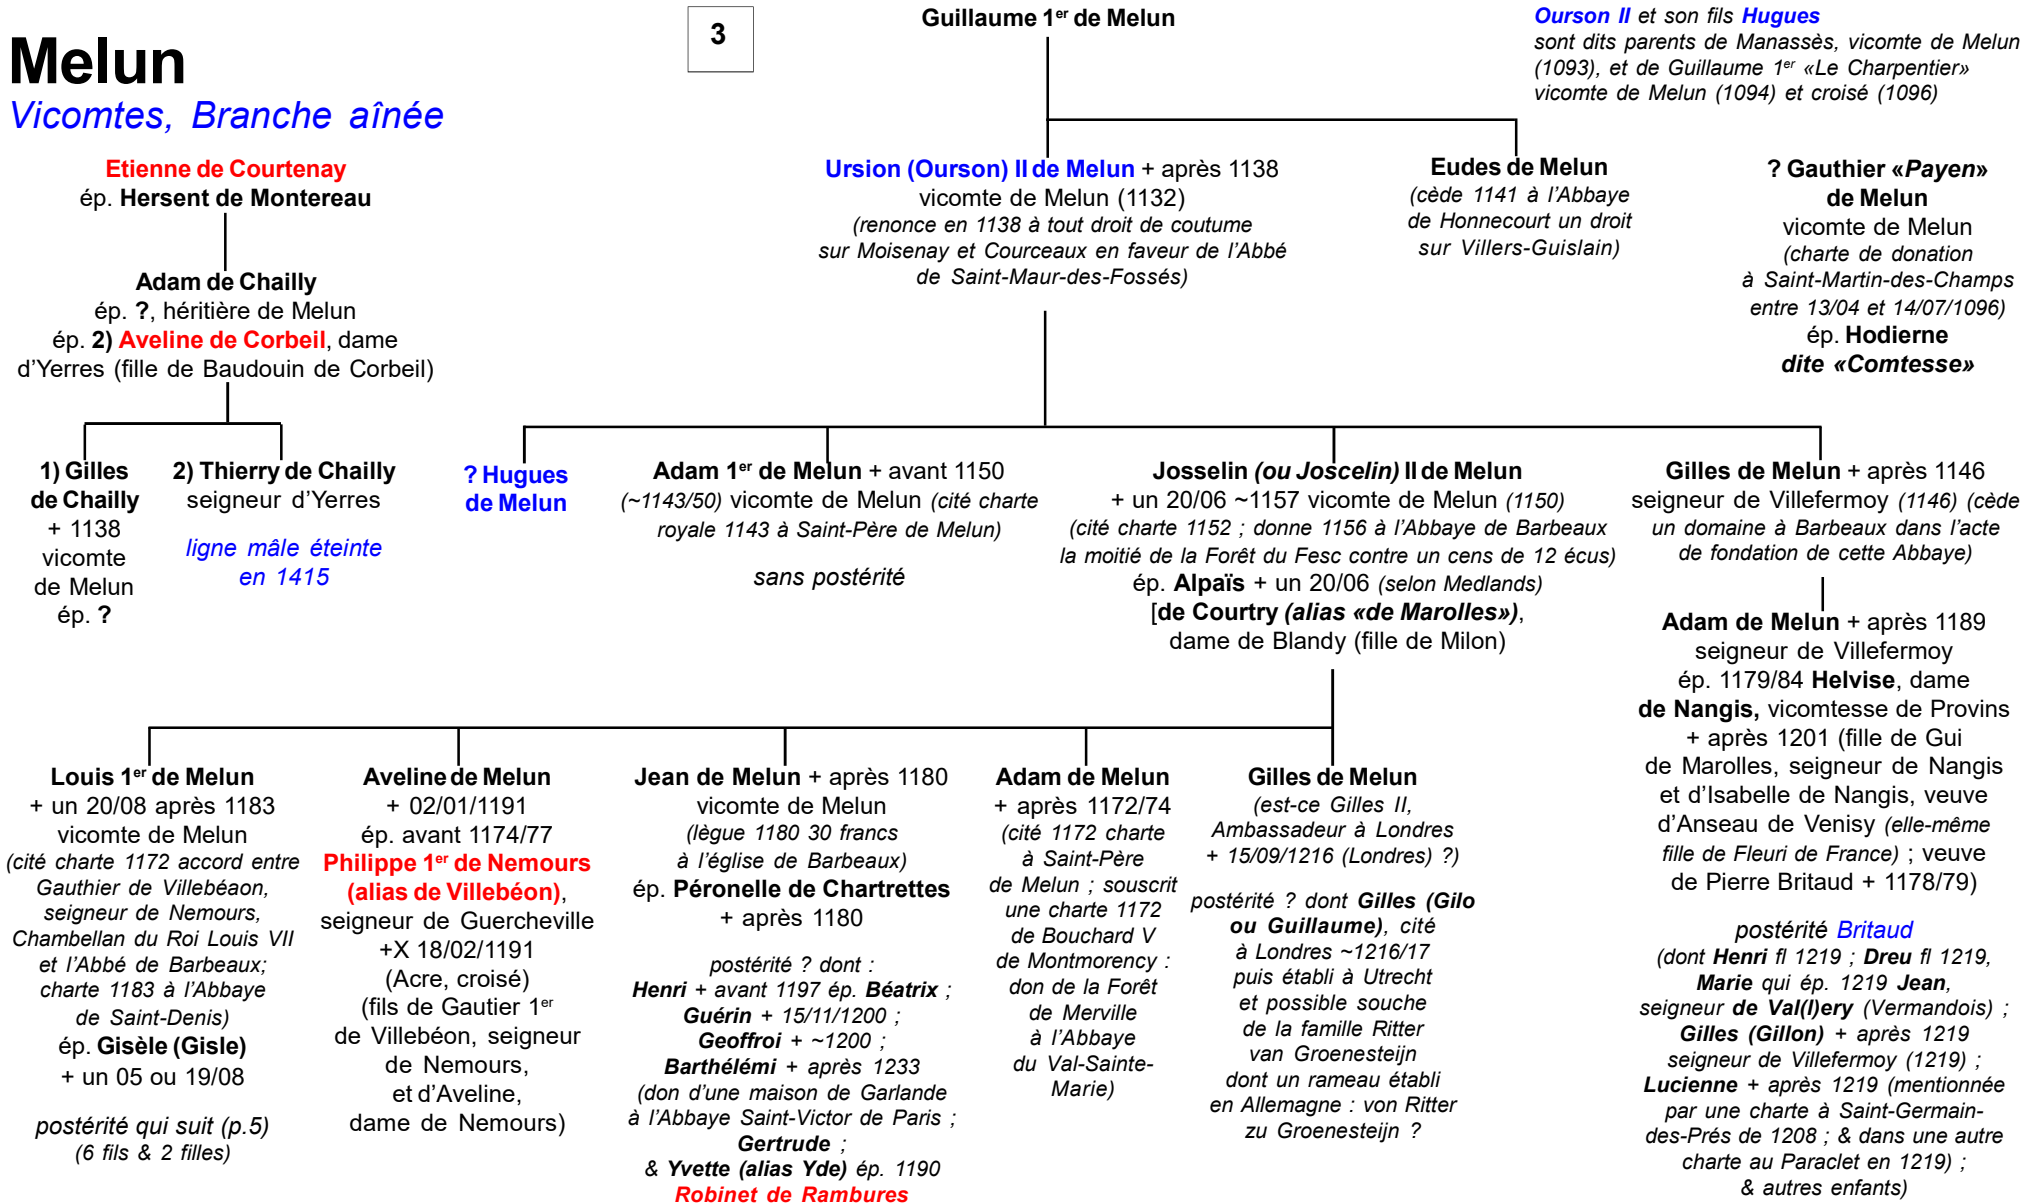 Melun
Vicomtes, Branche aînée
3
Guillaume 1er de Melun
Ourson II et son fils Hugues
sont dits parents de Manassès, vicomte de Melun
(1093), et de Guillaume 1er «Le Charpentier»
vicomte de Melun (1094) et croisé (1096)
Etienne de Courtenay
ép. Hersent de Montereau
Adam de Chailly
ép. ?, héritière de Melun
ép. 2) Aveline de Corbeil, dame
d'Yerres (fille de Baudouin de Corbeil)
Ursion (Ourson) II de Melun + après 1138
vicomte de Melun (1132)
(renonce en 1138 à tout droit de coutume
sur Moisenay et Courceaux en faveur de l'Abbé
de Saint-Maur-des-Fossés)
Eudes de Melun
(cède 1141 à l'Abbaye
de Honnecourt un droit
sur Villers-Guislain)
? Gauthier «Payen»
de Melun
vicomte de Melun
(charte de donation
à Saint-Martin-des-Champs
entre 13/04 et 14/07/1096)
ép. Hodierne
dite «Comtesse»
1) Gilles
de Chailly
+ 1138
vicomte
de Melun
ép. ?
2) Thierry de Chailly
seigneur d'Yerres
ligne mâle éteinte
en 1415
? Hugues
de Melun
Adam 1er de Melun + avant 1150
(~1143/50) vicomte de Melun (cité charte
royale 1143 à Saint-Père de Melun)
sans postérité
Josselin (ou Joscelin) II de Melun
+ un 20/06 ~1157 vicomte de Melun (1150)
(cité charte 1152 ; donne 1156 à l'Abbaye de Barbeaux
la moitié de la Forêt du Fesc contre un cens de 12 écus)
ép. Alpaïs + un 20/06 (selon Medlands)
[de Courtry (alias «de Marolles»),
dame de Blandy (fille de Milon)
Gilles de Melun + après 1146
seigneur de Villefermoy (1146) (cède
un domaine à Barbeaux dans l'acte
de fondation de cette Abbaye)
Adam de Melun + après 1189
seigneur de Villefermoy
ép. 1179/84 Helvise, dame
de Nangis, vicomtesse de Provins
+ après 1201 (fille de Gui
de Marolles, seigneur de Nangis
et d'Isabelle de Nangis, veuve
d'Anseau de Venisy (elle-même
fille de Fleuri de France) ; veuve
de Pierre Britaud + 1178/79)
postérité Britaud
(dont Henri fl 1219 ; Dreu fl 1219,
Marie qui ép. 1219 Jean,
seigneur de Val(l)ery (Vermandois) ;
Gilles (Gillon) + après 1219
seigneur de Villefermoy (1219) ;
Lucienne + après 1219 (mentionnée
par une charte à Saint-Germain-
des-Prés de 1208 ; & dans une autre
charte au Paraclet en 1219) ;
& autres enfants)
Louis 1er de Melun
+ un 20/08 après 1183
vicomte de Melun
(cité charte 1172 accord entre
Gauthier de Villebéaon,
seigneur de Nemours,
Chambellan du Roi Louis VII
et l'Abbé de Barbeaux;
charte 1183 à l'Abbaye
de Saint-Denis)
ép. Gisèle (Gisle)
+ un 05 ou 19/08
postérité qui suit (p.5)
(6 fils & 2 filles)
Aveline de Melun
+ 02/01/1191
ép. avant 1174/77
Philippe 1er de Nemours
(alias de Villebéon),
seigneur de Guercheville
+X 18/02/1191
(Acre, croisé)
(fils de Gautier 1er
de Villebéon, seigneur
de Nemours,
et d'Aveline,
dame de Nemours)
Jean de Melun + après 1180
vicomte de Melun
(lègue 1180 30 francs
à l'église de Barbeaux)
ép. Péronelle de Chartrettes
+ après 1180
postérité ? dont :
Henri + avant 1197 ép. Béatrix ;
Guérin + 15/11/1200 ;
Geoffroi + ~1200 ;
Barthélémi + après 1233
(don d'une maison de Garlande
à l'Abbaye Saint-Victor de Paris ;
Gertrude ;
& Yvette (alias Yde) ép. 1190
Robinet de Rambures
Adam de Melun
+ après 1172/74
(cité 1172 charte
à Saint-Père
de Melun ; souscrit
une charte 1172
de Bouchard V
de Montmorency :
don de la Forêt
de Merville
à l'Abbaye
du Val-Sainte-
Marie)
Gilles de Melun
(est-ce Gilles II,
Ambassadeur à Londres
+ 15/09/1216 (Londres) ?)
postérité ? dont Gilles (Gilo
ou Guillaume), cité
à Londres ~1216/17
puis établi à Utrecht
et possible souche
de la famille Ritter
van Groenesteijn
dont un rameau établi
en Allemagne : von Ritter
zu Groenesteijn ?